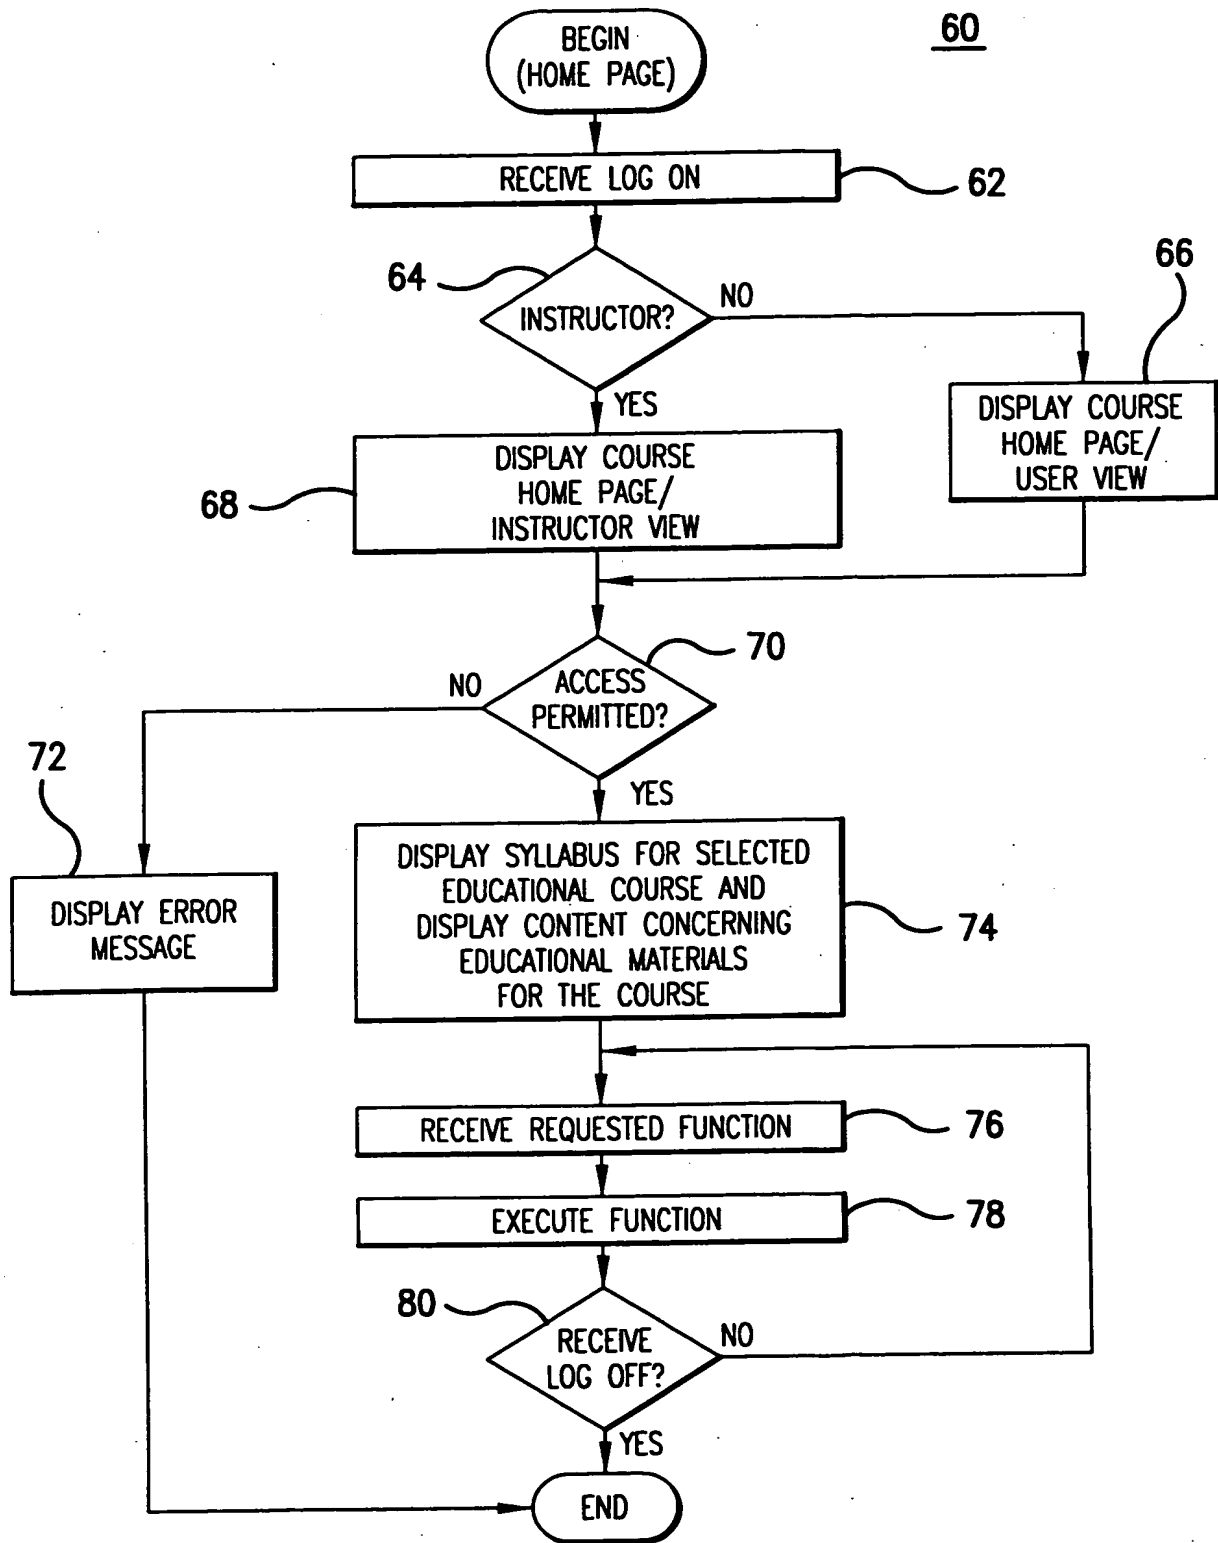 60
BEGIN
(HOME PAGE)
RECEIVE LOG ON
62
64
INSTRUCTOR?
NO
YES
66
DISPLAY COURSE
HOME PAGE/
USER VIEW
68
DISPLAY COURSE
HOME PAGE/
INSTRUCTOR VIEW
70
ACCESS
PERMITTED?
NO
YES
72
DISPLAY ERROR
MESSAGE
DISPLAY SYLLABUS FOR SELECTED
EDUCATIONAL COURSE AND
DISPLAY CONTENT CONCERNING
EDUCATIONAL MATERIALS
FOR THE COURSE
74
RECEIVE REQUESTED FUNCTION
76
EXECUTE FUNCTION
78
80
RECEIVE
LOG OFF?
NO
YES
END